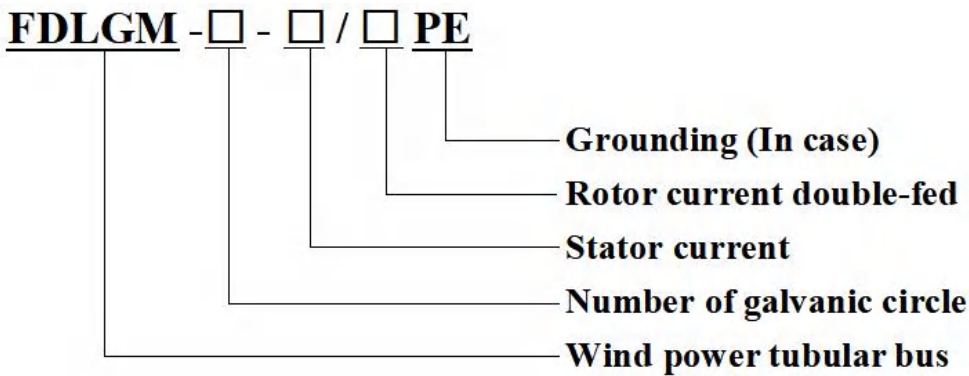 FDLGM -□ - □ / □ PE
Grounding (In case)
Rotor current double-fed
Stator current
Number of galvanic circle
Wind power tubular bus